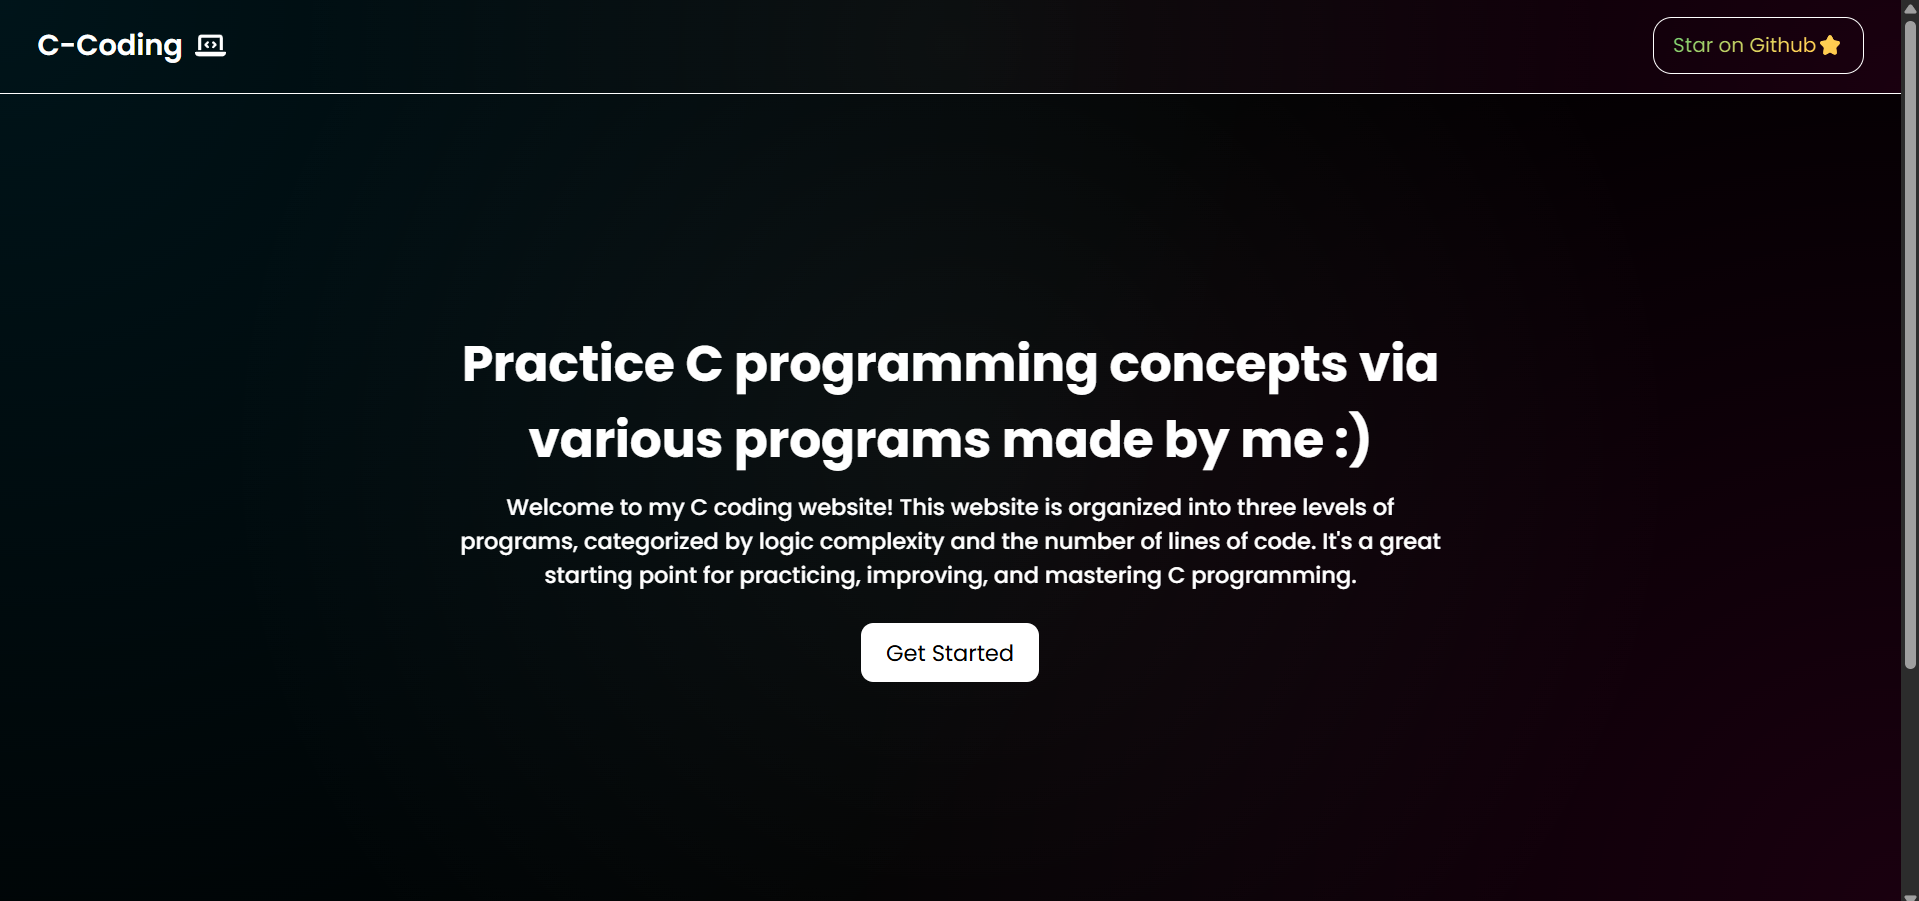 C-Coding
Star on Github
Practice C programming concepts via
various programs made by me :)
Welcome to my C coding website! This website is organized into three levels of
programs, categorized by logic complexity and the number of lines of code. It's a great
starting point for practicing, improving, and mastering C programming.
Get Started